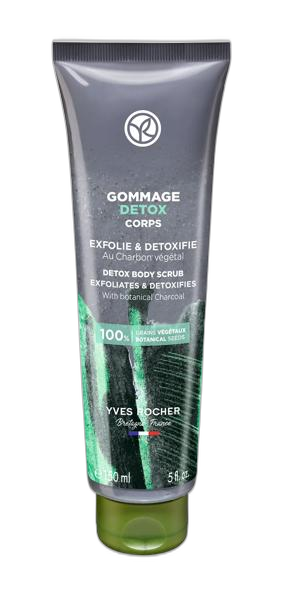 GOMMAGE
DETOX
CORPS
EXFOLIE & DETOXIFIE
Au Charbon végétal
DETOX BODY SCRUB
EXFOLIATES & DETOXIFIES
With botanical Charcoal
100% GRAINS VÉGÉTAUX
BOTANICAL SEEDS
YVES ROCHER
Bretagne France
℮ 150 ml 5 fl. oz.